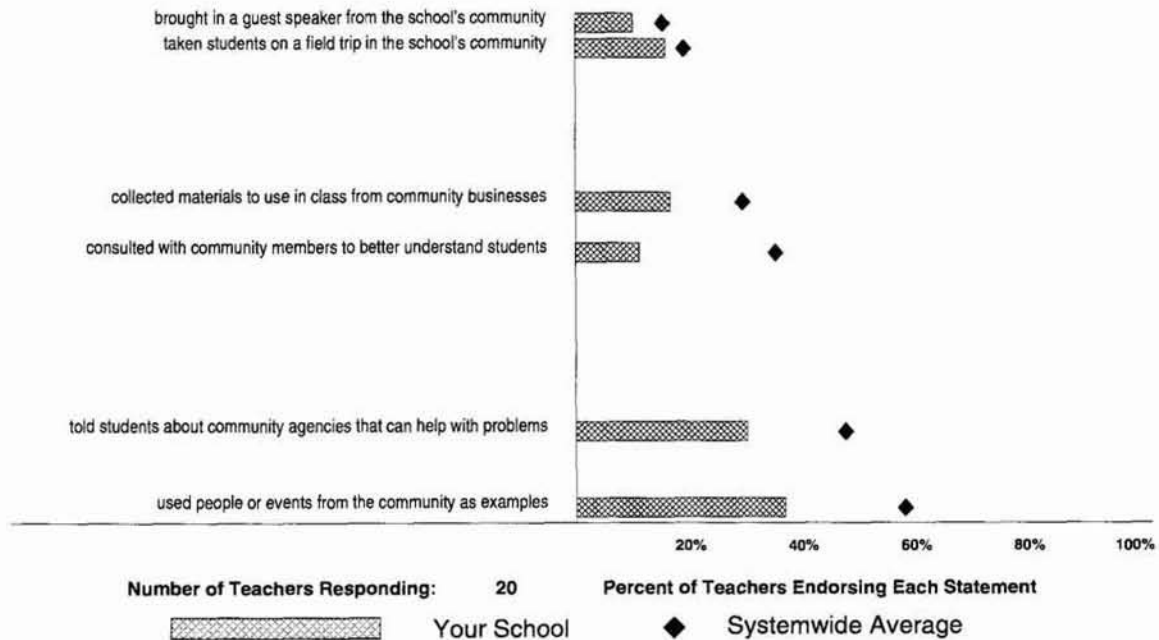 brought in a guest speaker from the school's community
taken students on a field trip in the school's community
collected materials to use in class from community businesses
consulted with community members to better understand students
told students about community agencies that can help with problems
used people or events from the community as examples
20% 40% 60% 80% 100%
Number of Teachers Responding: 20 Percent of Teachers Endorsing Each Statement
Your School Systemwide Average